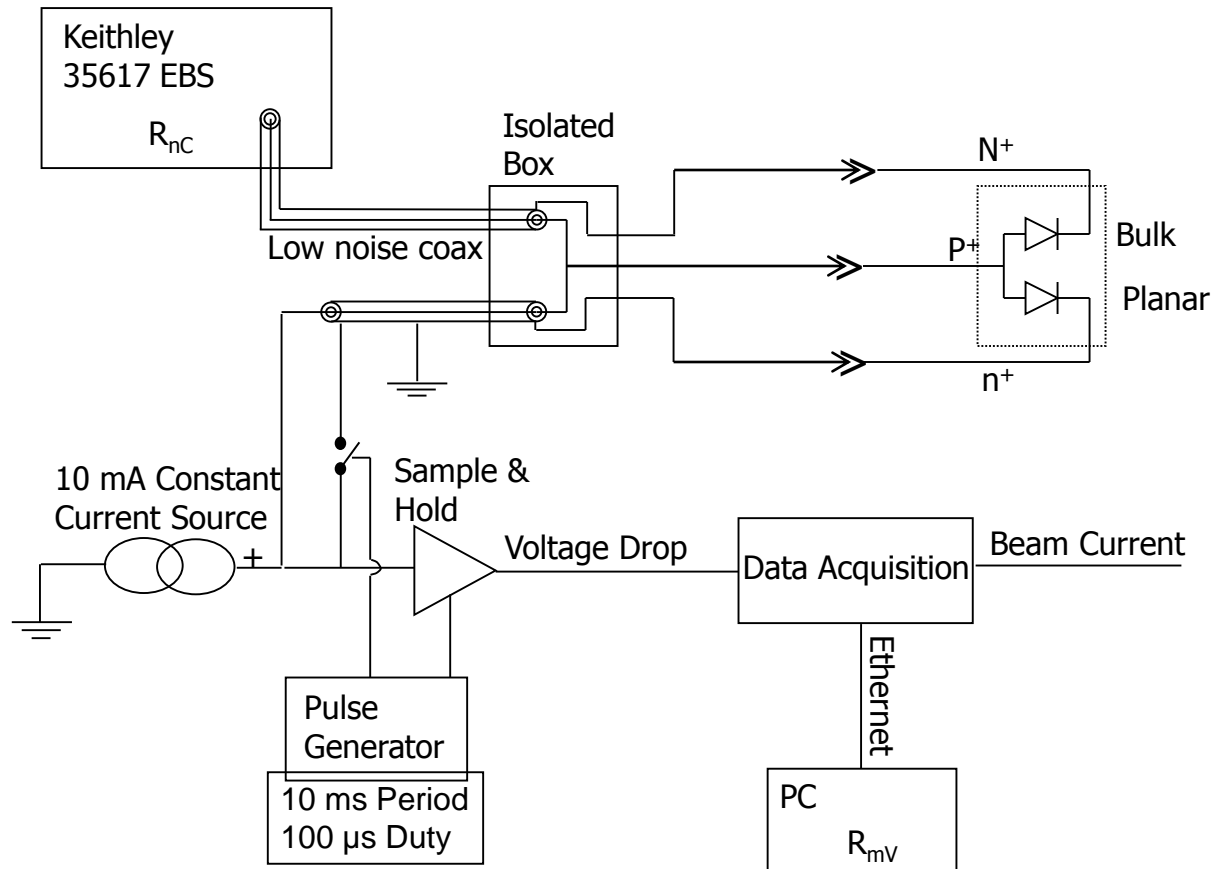 Keithley
35617 EBS
RnC
Isolated
Box
Low noise coax
N+
P+
Bulk
Planar
n+
10 mA Constant
Current Source
+
Sample &
Hold
Voltage Drop
Data Acquisition
Beam Current
Ethernet
Pulse
Generator
10 ms Period
100 µs Duty
PC
RmV